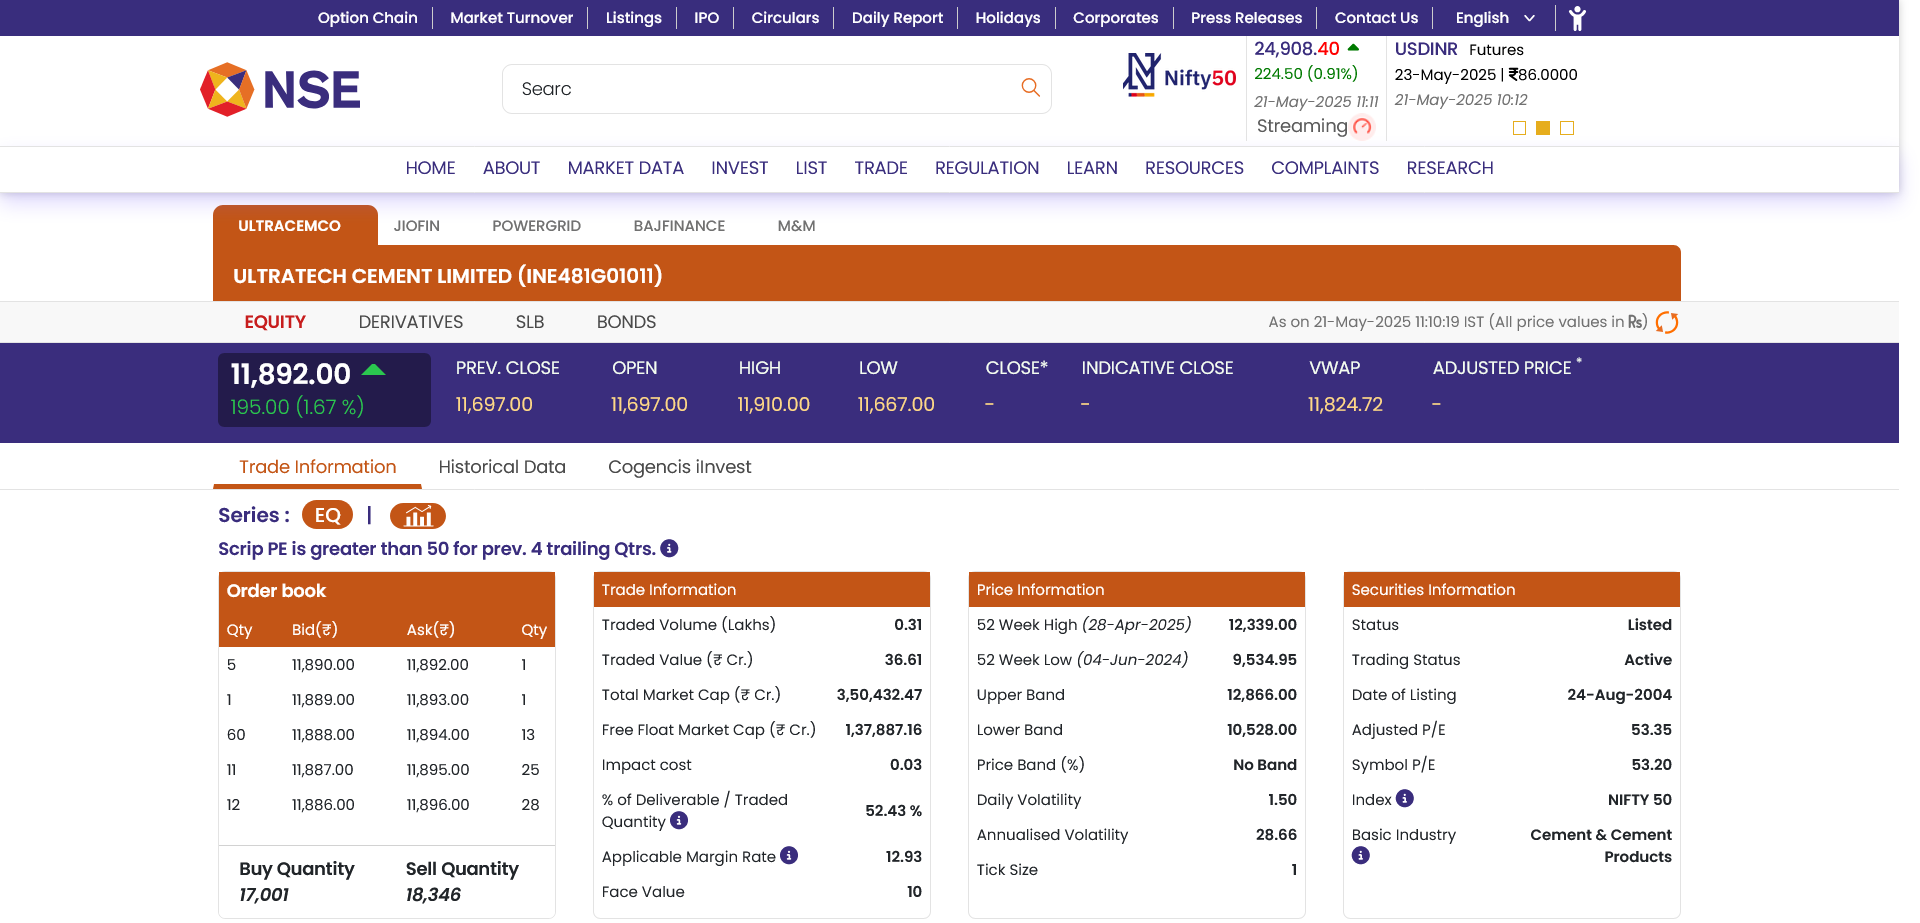 Option Chain Market Turnover Listings IPO Circulars Daily Report Holidays Corporates Press Releases Contact Us English
NSE
Searc
Nifty50
24,908.40
224.50 (0.91%)
21-May-2025 11:11
Streaming
USDINR Futures
23-May-2025 | ₹86.0000
21-May-2025 10:12
HOME ABOUT MARKET DATA INVEST LIST TRADE REGULATION LEARN RESOURCES COMPLAINTS RESEARCH
ULTRACEMCO JIOFIN POWERGRID BAJFINANCE M&M
ULTRATECH CEMENT LIMITED (INE481G01011)
EQUITY DERIVATIVES SLB BONDS As on 21-May-2025 11:10:19 IST (All price values in ₨)
11,892.00
195.00 (1.67 %)
PREV. CLOSE OPEN HIGH LOW CLOSE* INDICATIVE CLOSE VWAP ADJUSTED PRICE *
11,697.00 11,697.00 11,910.00 11,667.00 - - 11,824.72 -
Trade Information Historical Data Cogencis iInvest
Series : EQ |
Scrip PE is greater than 50 for prev. 4 trailing Qtrs. i
Order book
Qty Bid(₹) Ask(₹) Qty
5 11,890.00 11,892.00 1
1 11,889.00 11,893.00 1
60 11,888.00 11,894.00 13
11 11,887.00 11,895.00 25
12 11,886.00 11,896.00 28
Buy Quantity Sell Quantity
17,001 18,346
Trade Information
Traded Volume (Lakhs) 0.31
Traded Value (₹ Cr.) 36.61
Total Market Cap (₹ Cr.) 3,50,432.47
Free Float Market Cap (₹ Cr.) 1,37,887.16
Impact cost 0.03
% of Deliverable / Traded
Quantity i 52.43 %
Applicable Margin Rate i 12.93
Face Value 10
Price Information
52 Week High (28-Apr-2025) 12,339.00
52 Week Low (04-Jun-2024) 9,534.95
Upper Band 12,866.00
Lower Band 10,528.00
Price Band (%) No Band
Daily Volatility 1.50
Annualised Volatility 28.66
Tick Size 1
Securities Information
Status Listed
Trading Status Active
Date of Listing 24-Aug-2004
Adjusted P/E 53.35
Symbol P/E 53.20
Index i NIFTY 50
Basic Industry i Cement & Cement
Products